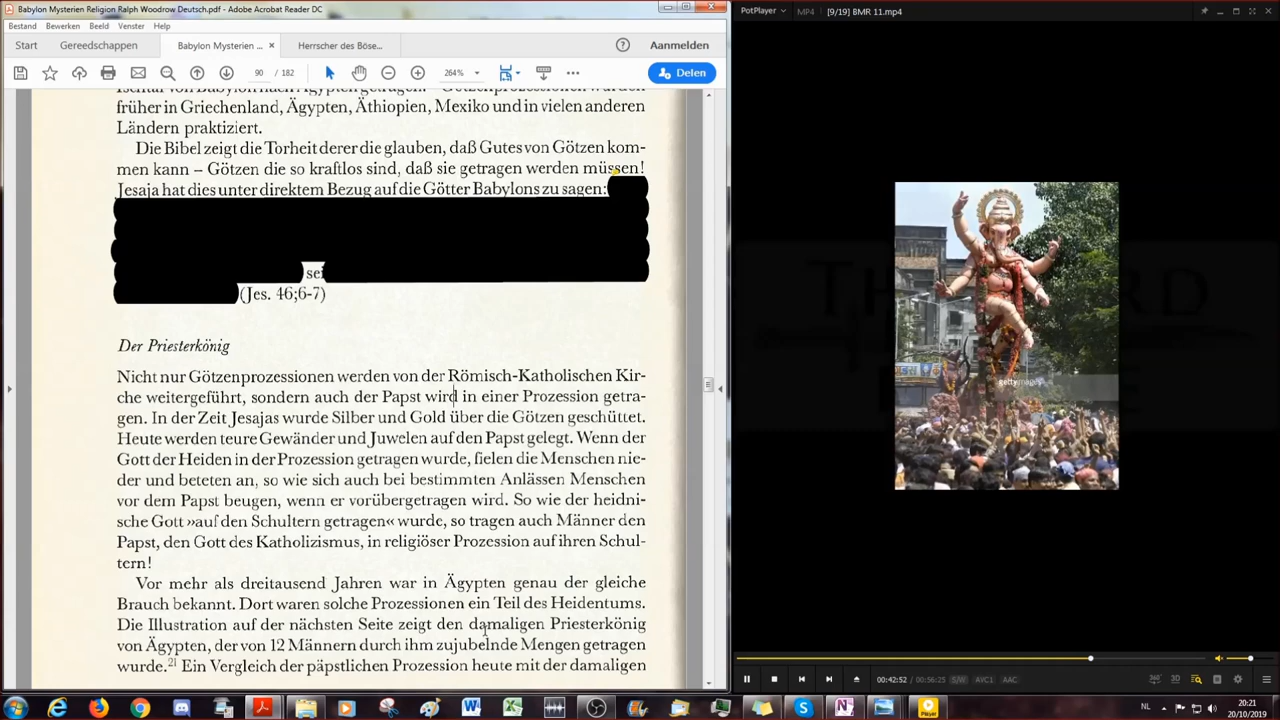 Babylon Mysterien Religion Ralph Woodrow Deutsch.pdf - Adobe Acrobat Reader DC
Bestand Bewerken Beeld Venster Help
Start Gereedschappen Babylon Mysterien ... × Herrscher des Böse... Aanmelden
90 / 182 264% Delen
früher in Griechenland, Ägypten, Äthiopien, Mexiko und in vielen anderen
Ländern praktiziert.
Die Bibel zeigt die Torheit derer die glauben, daß Gutes von Götzen kom-
men kann – Götzen die so kraftlos sind, daß sie getragen werden müssen!
Jesaja hat dies unter direktem Bezug auf die Götter Babylons zu sagen:
(Jes. 46;6-7)
Der Priesterkönig
Nicht nur Götzenprozessionen werden von der Römisch-Katholischen Kir-
che weitergeführt, sondern auch der Papst wird in einer Prozession getra-
gen. In der Zeit Jesajas wurde Silber und Gold über die Götzen geschüttet.
Heute werden teure Gewänder und Juwelen auf den Papst gelegt. Wenn der
Gott der Heiden in der Prozession getragen wurde, fielen die Menschen nie-
der und beteten an, so wie sich auch bei bestimmten Anlässen Menschen
vor dem Papst beugen, wenn er vorübergetragen wird. So wie der heidni-
sche Gott »auf den Schultern getragen« wurde, so tragen auch Männer den
Papst, den Gott des Katholizismus, in religiöser Prozession auf ihren Schul-
tern!
Vor mehr als dreitausend Jahren war in Ägypten genau der gleiche
Brauch bekannt. Dort waren solche Prozessionen ein Teil des Heidentums.
Die Illustration auf der nächsten Seite zeigt den damaligen Priesterkönig
von Ägypten, der von 12 Männern durch ihm zujubelnde Mengen getragen
wurde.21 Ein Vergleich der päpstlichen Prozession heute mit der damaligen
PotPlayer MP4 [9/19] BMR 11.mp4
gettyimages
00:42:52 / 00:56:25 S/W AVC1 AAC
360° 3D
NL 20:21
20/10/2019